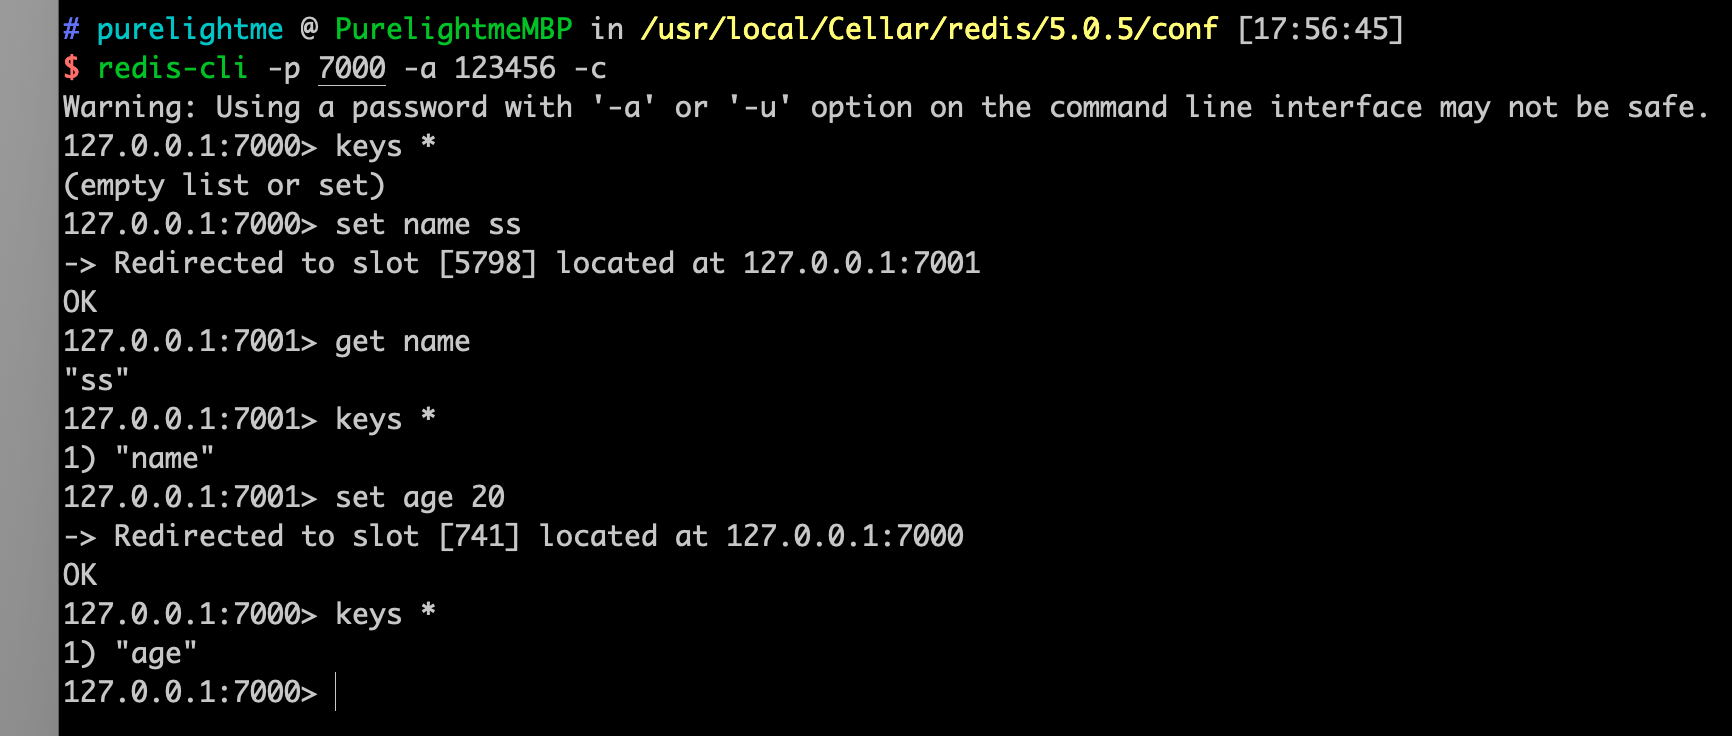 # purelightme @ PurelightmeMBP in /usr/local/Cellar/redis/5.0.5/conf [17:56:45]
$ redis-cli -p 7000 -a 123456 -c
Warning: Using a password with '-a' or '-u' option on the command line interface may not be safe.
127.0.0.1:7000> keys *
(empty list or set)
127.0.0.1:7000> set name ss
-> Redirected to slot [5798] located at 127.0.0.1:7001
OK
127.0.0.1:7001> get name
"ss"
127.0.0.1:7001> keys *
1) "name"
127.0.0.1:7001> set age 20
-> Redirected to slot [741] located at 127.0.0.1:7000
OK
127.0.0.1:7000> keys *
1) "age"
127.0.0.1:7000>